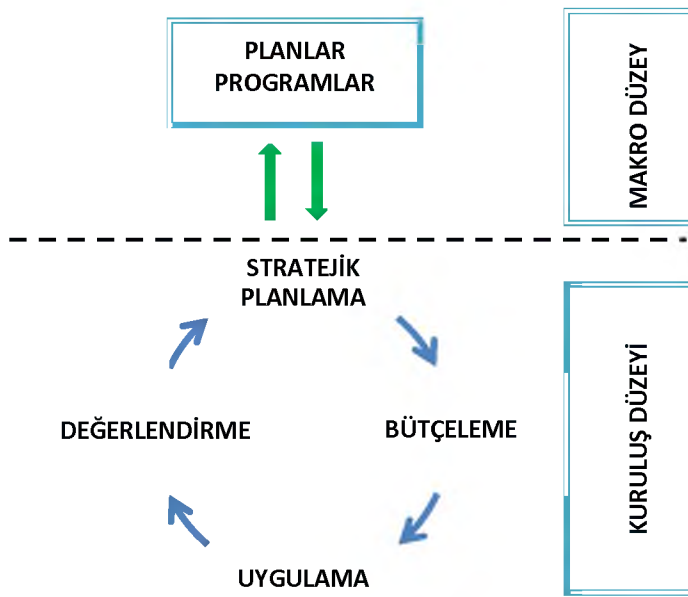 PLANLAR
PROGRAMLAR
MAKRO DÜZEY
STRATEJİK
PLANLAMA
DEĞERLENDİRME
BÜTÇELEME
KURULUŞ DÜZEYİ
UYGULAMA